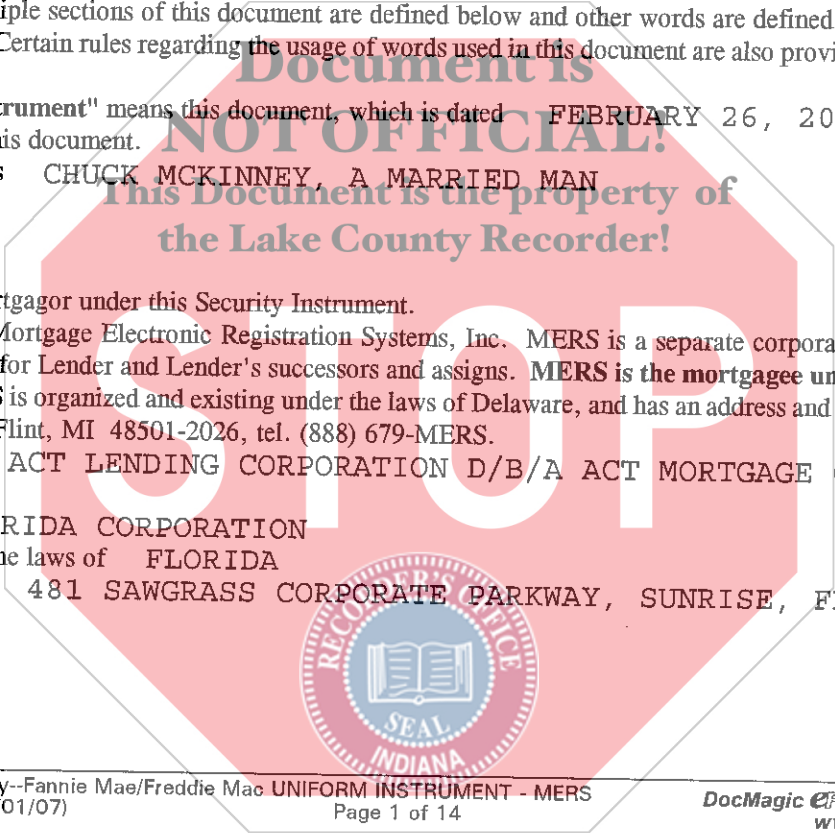 iple sections of this document are defined below and other words are defined
Certain rules regarding the usage of words used in this document are also provi
Document is
trument" means this document, which is dated FEBRUARY 26, 20
NOT OFFICIAL!
is document.
s CHUCK MCKINNEY, A MARRIED MAN
This Document is the property of
the Lake County Recorder!
rtgagor under this Security Instrument.
Mortgage Electronic Registration Systems, Inc. MERS is a separate corpora
for Lender and Lender's successors and assigns. MERS is the mortgagee un
S is organized and existing under the laws of Delaware, and has an address and
Flint, MI 48501-2026, tel. (888) 679-MERS.
STOP
ACT LENDING CORPORATION D/B/A ACT MORTGAGE
RIDA CORPORATION
he laws of FLORIDA
481 SAWGRASS CORPORATE PARKWAY, SUNRISE, F
RECORDER'S OFFICE
SEAL
INDIANA
y--Fannie Mae/Freddie Mac UNIFORM INSTRUMENT - MERS
01/07)
Page 1 of 14
DocMagic